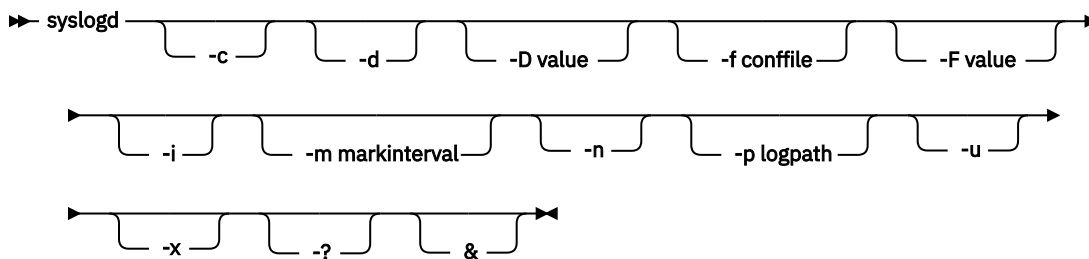 syslogd -c -d -D value -f conffile -F value
-i -m markinterval -n -p logpath -u
-x -? &